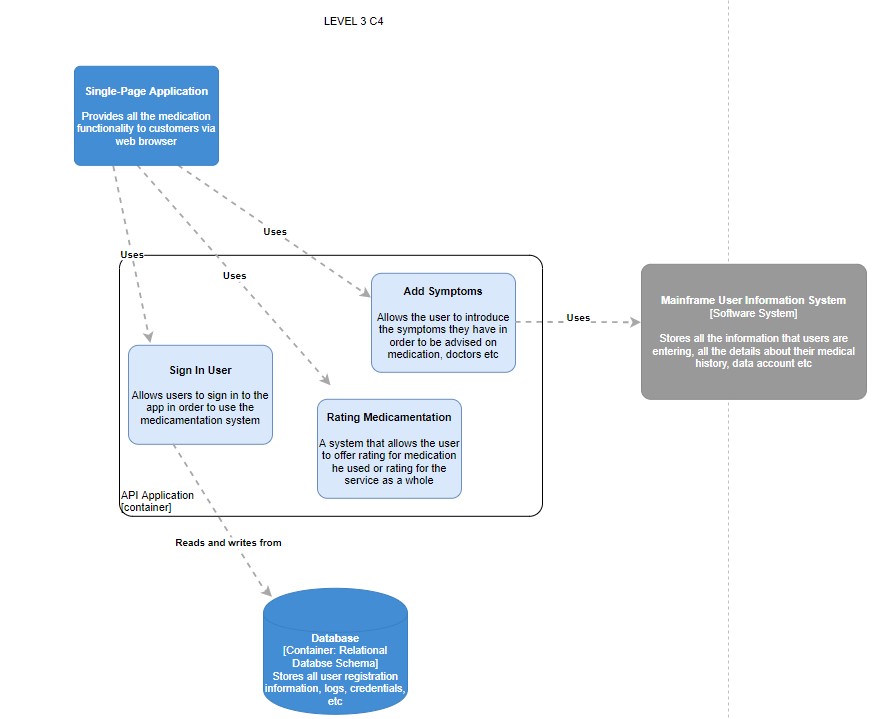 LEVEL 3 C4
Single-Page Application
Provides all the medication
functionality to customers via
web browser
Uses
Uses
Uses
Add Symptoms
Allows the user to introduce
the symptoms they have in
order to be advised on
medication, doctors etc
Uses
Mainframe User Information System
[Software System]
Stores all the information that users are
entering, all the details about their medical
history, data account etc
Sign In User
Allows users to sign in to the
app in order to use the
medicamentation system
Rating Medicamentation
A system that allows the user
to offer rating for medication
he used or rating for the
service as a whole
API Application
[container]
Reads and writes from
Database
[Container: Relational
Databse Schema]
Stores all user registration
information, logs, credentials,
etc